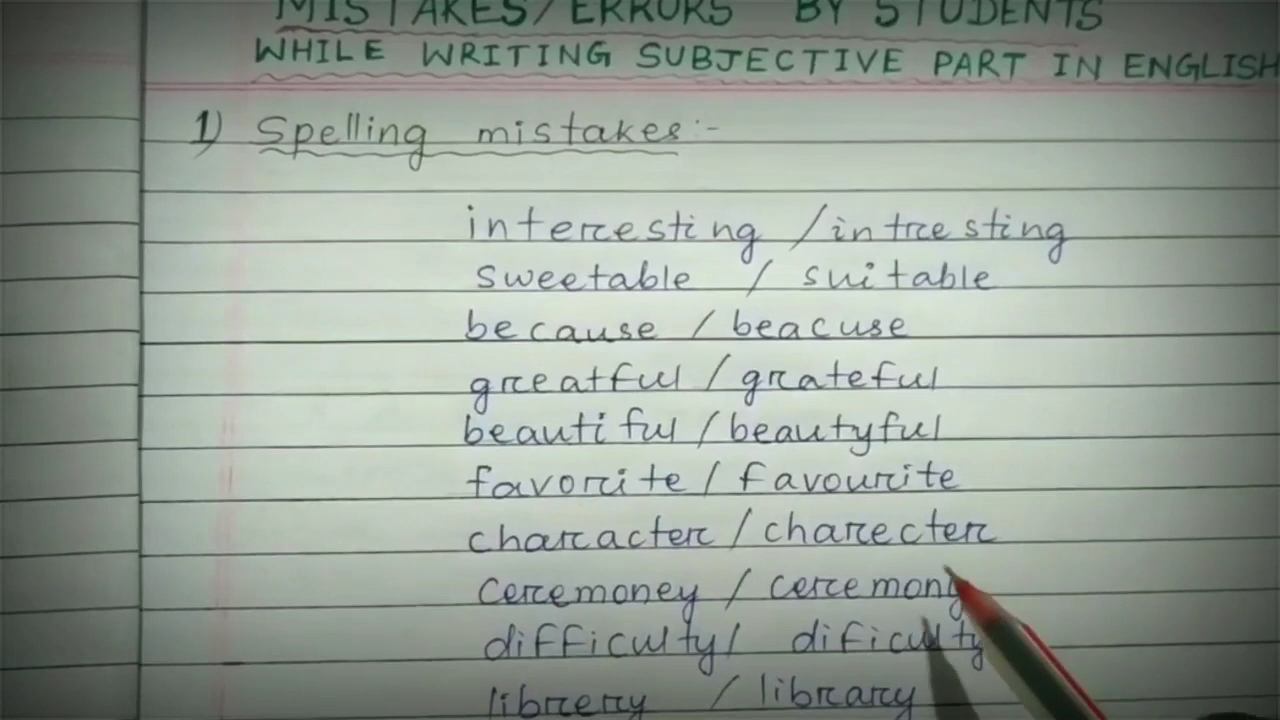 MISTAKES/ERRORS BY STUDENTS
WHILE WRITING SUBJECTIVE PART IN ENGLISH
1) Spelling mistakes:-
interesting / intresting
sweetable / suitable
because / beacuse
greatful / grateful
beautiful / beautyful
favorite / favourite
character / charecter
ceremoney / ceremony
difficulty / dificulty
librery / library